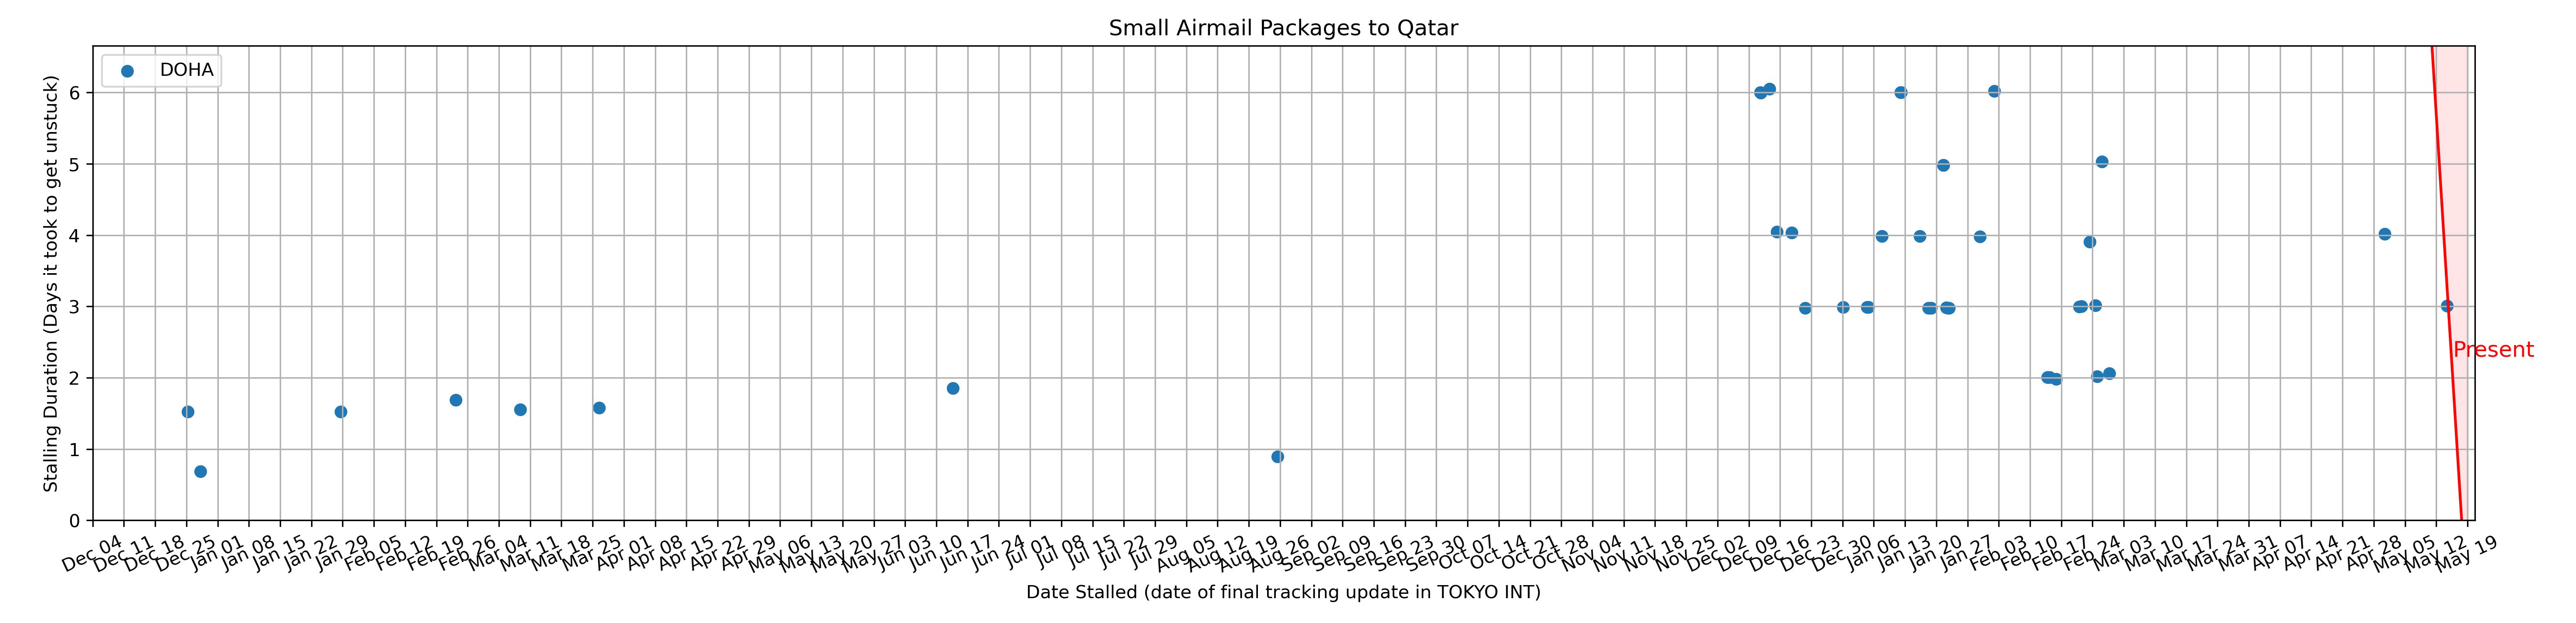 Small Airmail Packages to Qatar
DOHA
Stalling Duration (Days it took to get unstuck)
6
5
4
3
2
1
0
Present
Dec 04
Dec 11
Dec 18
Dec 25
Jan 01
Jan 08
Jan 15
Jan 22
Jan 29
Feb 05
Feb 12
Feb 19
Feb 26
Mar 04
Mar 11
Mar 18
Mar 25
Apr 01
Apr 08
Apr 15
Apr 22
Apr 29
May 06
May 13
May 20
May 27
Jun 03
Jun 10
Jun 17
Jun 24
Jul 01
Jul 08
Jul 15
Jul 22
Jul 29
Aug 05
Aug 12
Aug 19
Aug 26
Sep 02
Sep 09
Sep 16
Sep 23
Sep 30
Oct 07
Oct 14
Oct 21
Oct 28
Nov 04
Nov 11
Nov 18
Nov 25
Dec 02
Dec 09
Dec 16
Dec 23
Dec 30
Jan 06
Jan 13
Jan 20
Jan 27
Feb 03
Feb 10
Feb 17
Feb 24
Mar 03
Mar 10
Mar 17
Mar 24
Mar 31
Apr 07
Apr 14
Apr 21
Apr 28
May 05
May 12
May 19
Date Stalled (date of final tracking update in TOKYO INT)